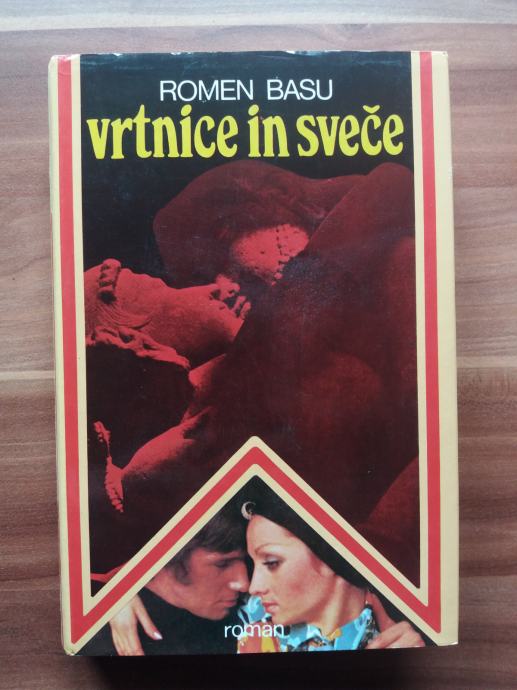 ROMEN BASU
vrtnice in sveče
roman